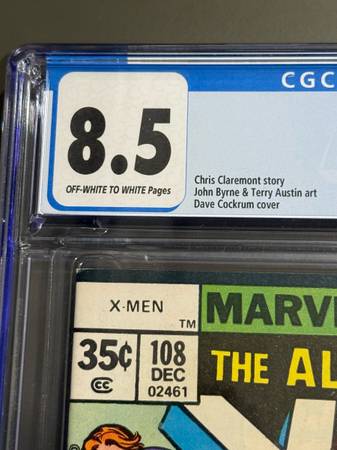 CGC
8.5
OFF-WHITE TO WHITE Pages
Chris Claremont story
John Byrne & Terry Austin art
Dave Cockrum cover
X-MEN
TM
MARV
35¢
CC
108
DEC
02461
THE AL